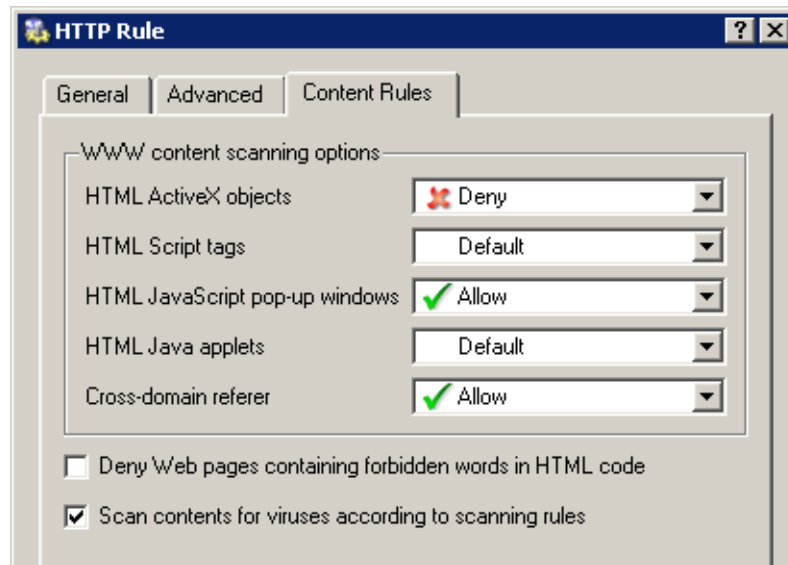 HTTP Rule
General Advanced Content Rules
WWW content scanning options
HTML ActiveX objects Deny
HTML Script tags Default
HTML JavaScript pop-up windows Allow
HTML Java applets Default
Cross-domain referer Allow
Deny Web pages containing forbidden words in HTML code
Scan contents for viruses according to scanning rules